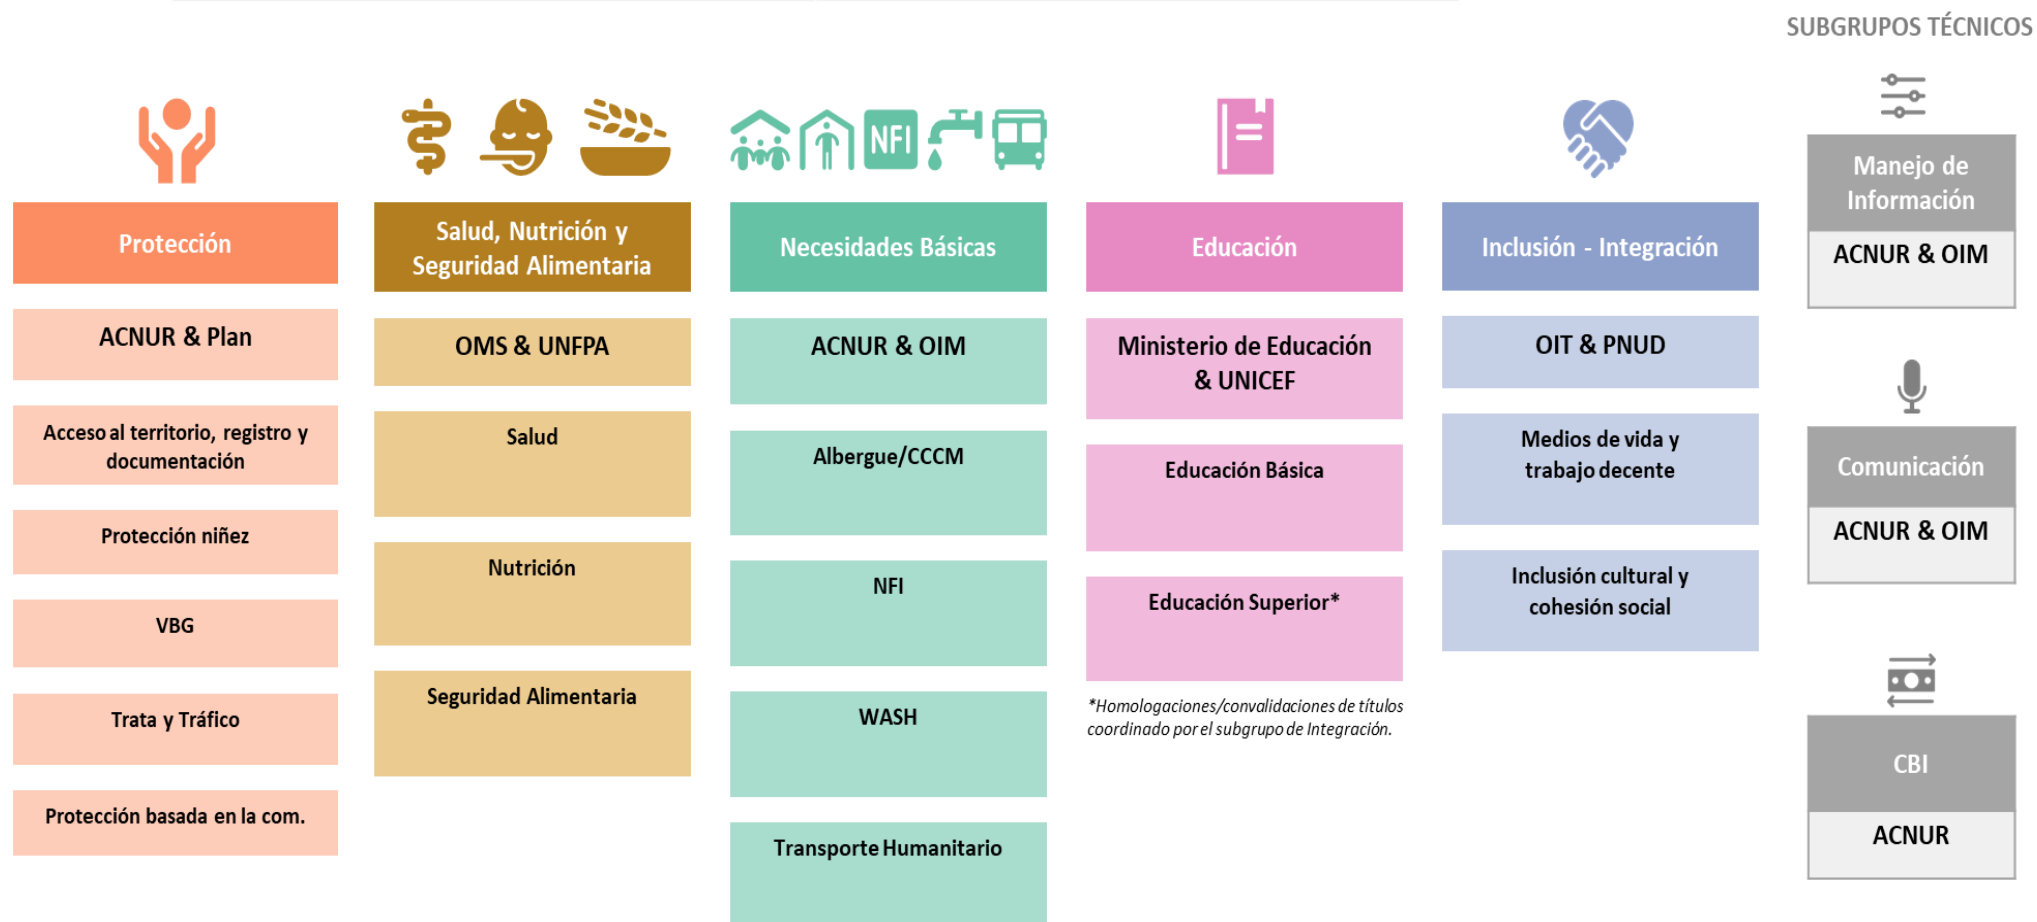 SUBGRUPOS TÉCNICOS
Protección
ACNUR & Plan
Acceso al territorio, registro y
documentación
Protección niñez
VBG
Trata y Tráfico
Protección basada en la com.
Salud, Nutrición y
Seguridad Alimentaria
OMS & UNFPA
Salud
Nutrición
Seguridad Alimentaria
NFI
Necesidades Básicas
ACNUR & OIM
Albergue/CCCM
NFI
WASH
Transporte Humanitario
Educación
Ministerio de Educación
& UNICEF
Educación Básica
Educación Superior*
*Homologaciones/convalidaciones de títulos
coordinado por el subgrupo de Integración.
Inclusión - Integración
OIT & PNUD
Medios de vida y
trabajo decente
Inclusión cultural y
cohesión social
Manejo de
Información
ACNUR & OIM
Comunicación
ACNUR & OIM
CBI
ACNUR